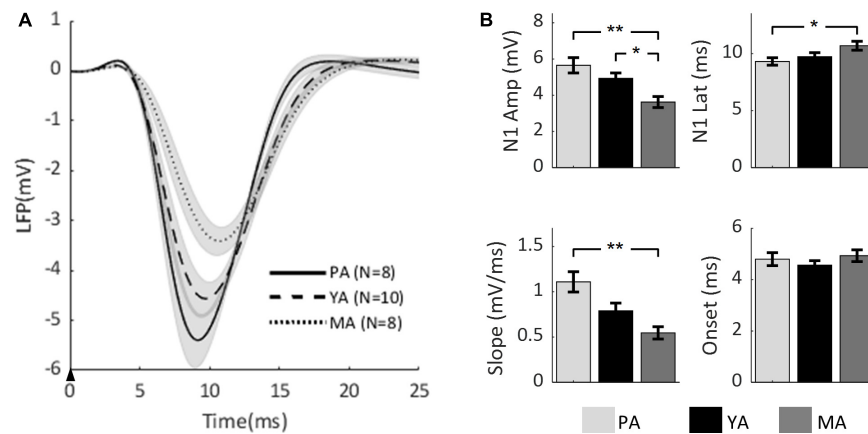 A
1
0
-1
-2
-3
-4
-5
-6
LFP(mV)
PA (N=8)
YA (N=10)
MA (N=8)
0 5 10 15 20 25
Time(ms)
B
N1 Amp (mV)
8
6
4
2
0
**
*
N1 Lat (ms)
10
5
0
*
Slope (mV/ms)
1.5
1
0.5
0
**
Onset (ms)
6
4
2
0
PA YA MA